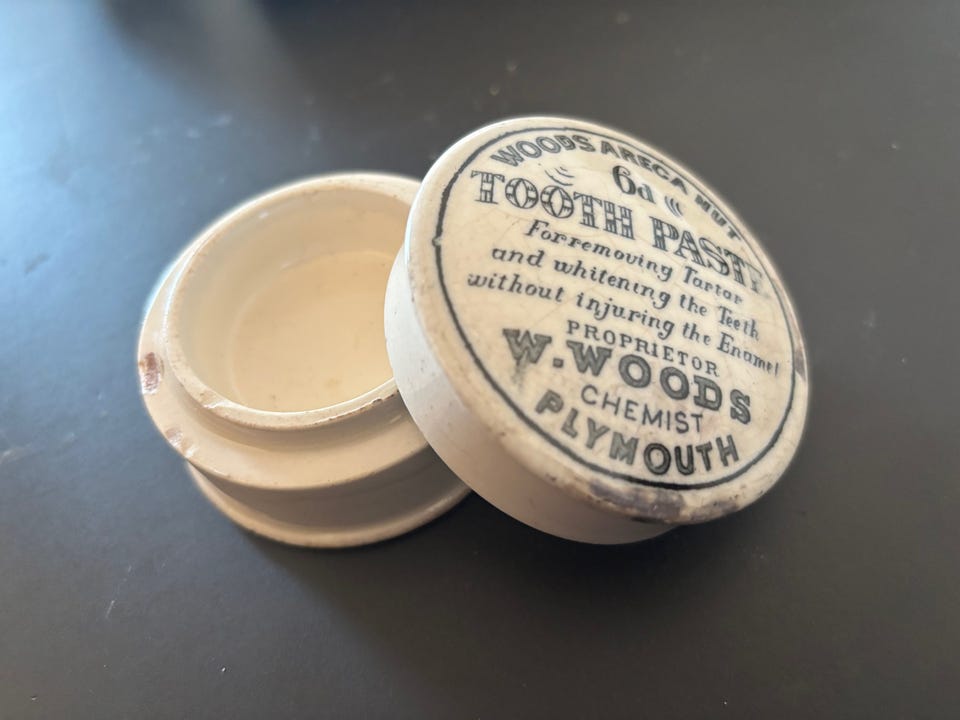 WOODS ARECA NUT
6d
TOOTH PASTE
For removing Tartar
and whitening the Teeth
without injuring the Enamel
PROPRIETOR
W. WOODS
CHEMIST
PLYMOUTH